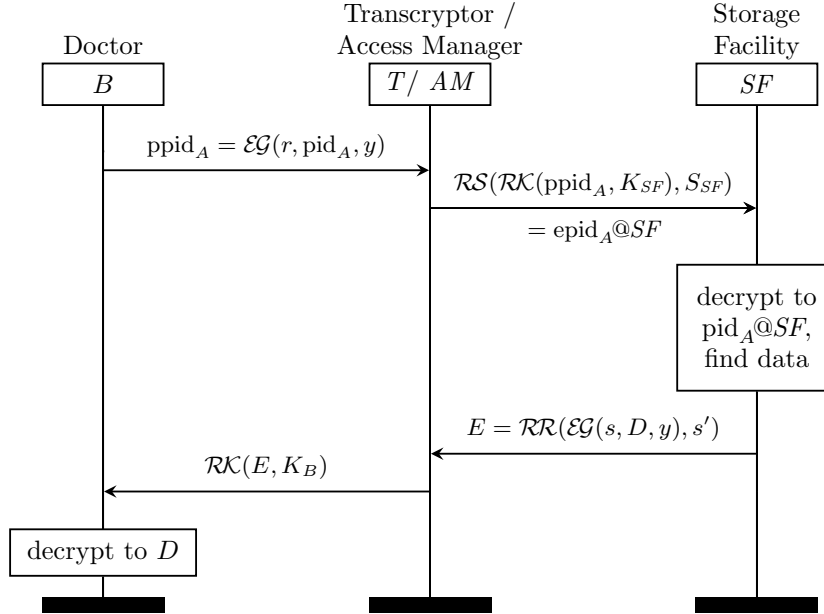 Doctor
Transcryptor /
Access Manager
Storage
Facility
B
T/ AM
SF
ppid_A = ℰ𝒢(r, pid_A, y)
ℛ𝒮(ℛ𝒦(ppid_A, K_SF), S_SF)
= epid_A@SF
decrypt to
pid_A@SF,
find data
E = ℛℛ(ℰ𝒢(s, D, y), s′)
ℛ𝒦(E, K_B)
decrypt to D